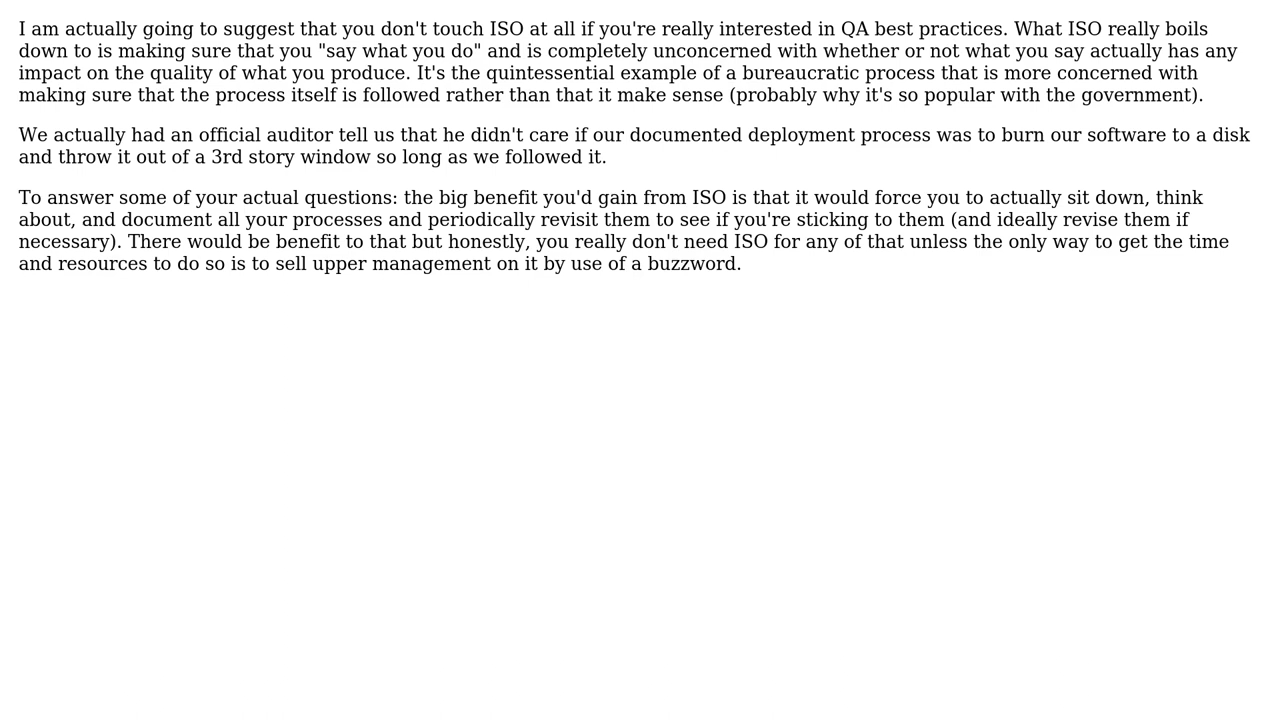 I am actually going to suggest that you don't touch ISO at all if you're really interested in QA best practices. What ISO really boils
down to is making sure that you "say what you do" and is completely unconcerned with whether or not what you say actually has any
impact on the quality of what you produce. It's the quintessential example of a bureaucratic process that is more concerned with
making sure that the process itself is followed rather than that it make sense (probably why it's so popular with the government).
We actually had an official auditor tell us that he didn't care if our documented deployment process was to burn our software to a disk
and throw it out of a 3rd story window so long as we followed it.
To answer some of your actual questions: the big benefit you'd gain from ISO is that it would force you to actually sit down, think
about, and document all your processes and periodically revisit them to see if you're sticking to them (and ideally revise them if
necessary). There would be benefit to that but honestly, you really don't need ISO for any of that unless the only way to get the time
and resources to do so is to sell upper management on it by use of a buzzword.